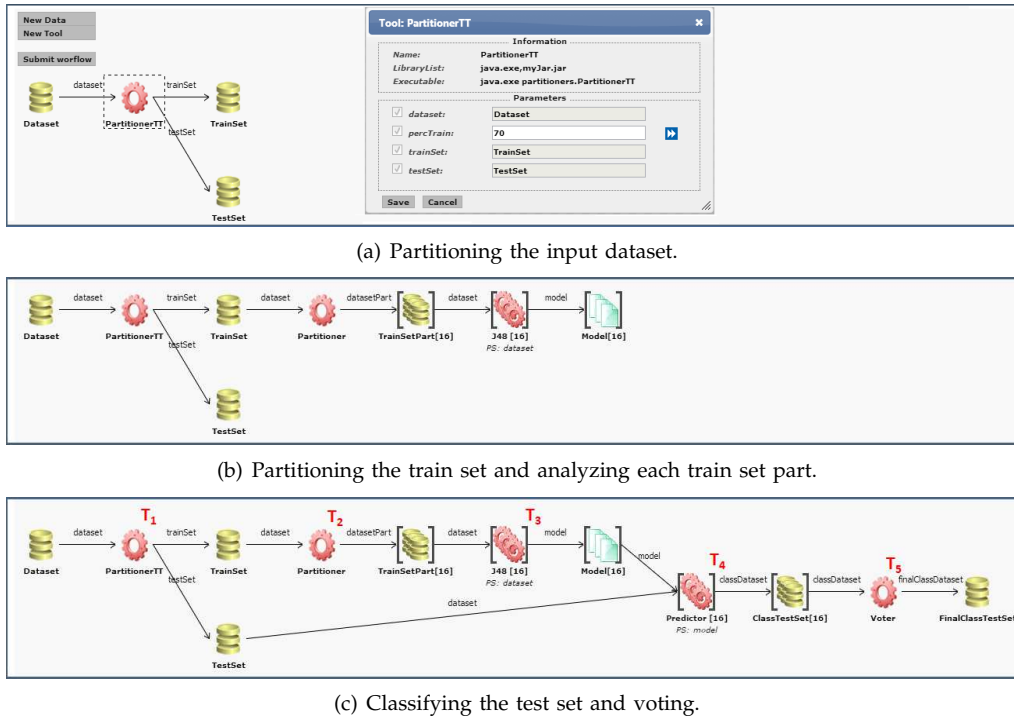 New Data
New Tool
Submit worflow
dataset
trainSet
testSet
Dataset
PartitionerTT
TrainSet
TestSet
Tool: PartitionerTT
Information
Name: PartitionerTT
LibraryList: java.exe,myJar.jar
Executable: java.exe partitioners.PartitionerTT
Parameters
dataset: Dataset
percTrain: 70
trainSet: TrainSet
testSet: TestSet
Save Cancel
(a) Partitioning the input dataset.
dataset trainSet dataset datasetPart dataset model
Dataset PartitionerTT TrainSet Partitioner TrainSetPart[16] J48 [16] Model[16]
PS: dataset
testSet
TestSet
(b) Partitioning the train set and analyzing each train set part.
T1 T2 T3
dataset trainSet dataset datasetPart dataset model
Dataset PartitionerTT TrainSet Partitioner TrainSetPart[16] J48 [16] Model[16]
PS: dataset
testSet
model
T4 T5
dataset classDataset classDataset finalClassDataset
Predictor [16] ClassTestSet[16] Voter FinalClassTestSet
PS: model
TestSet
(c) Classifying the test set and voting.